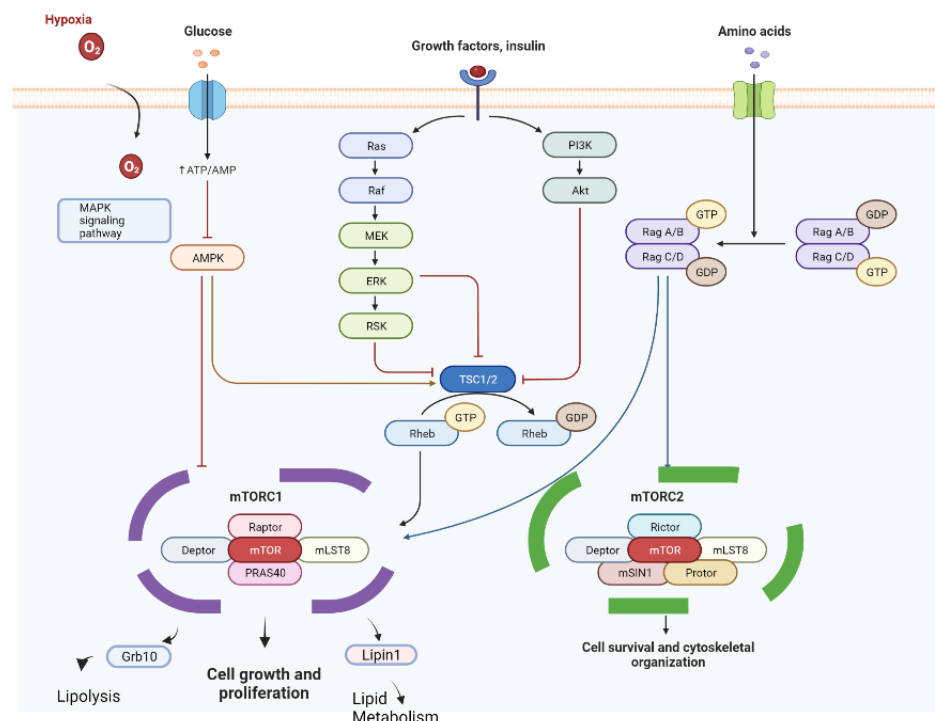 Hypoxia
O₂
Glucose
Growth factors, insulin
Amino acids
O₂
↑ATP/AMP
MAPK
signaling
pathway
AMPK
Ras
Raf
MEK
ERK
RSK
PI3K
Akt
GTP
Rag A/B
Rag C/D
GDP
GDP
Rag A/B
Rag C/D
GTP
TSC1/2
GTP
Rheb
GDP
Rheb
mTORC1
Raptor
Deptor
mTOR
mLST8
PRAS40
mTORC2
Rictor
Deptor
mTOR
mLST8
mSIN1
Protor
Grb10
Lipolysis
Cell growth and
proliferation
Lipin1
Lipid
Metabolism
Cell survival and cytoskeletal
organization